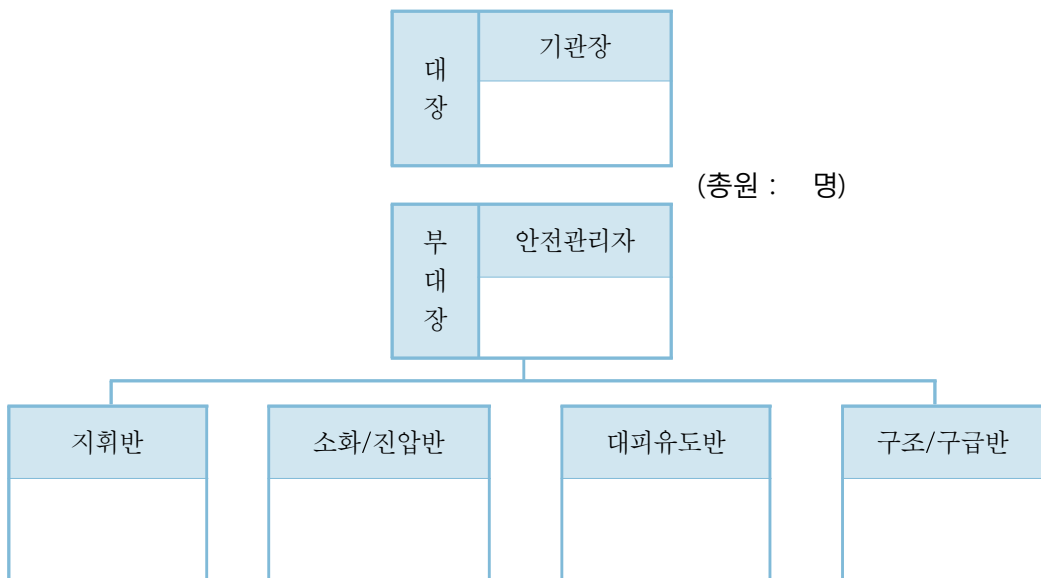 대장
기관장
(총원 :    명)
부대장
안전관리자
지휘반
소화/진압반
대피유도반
구조/구급반